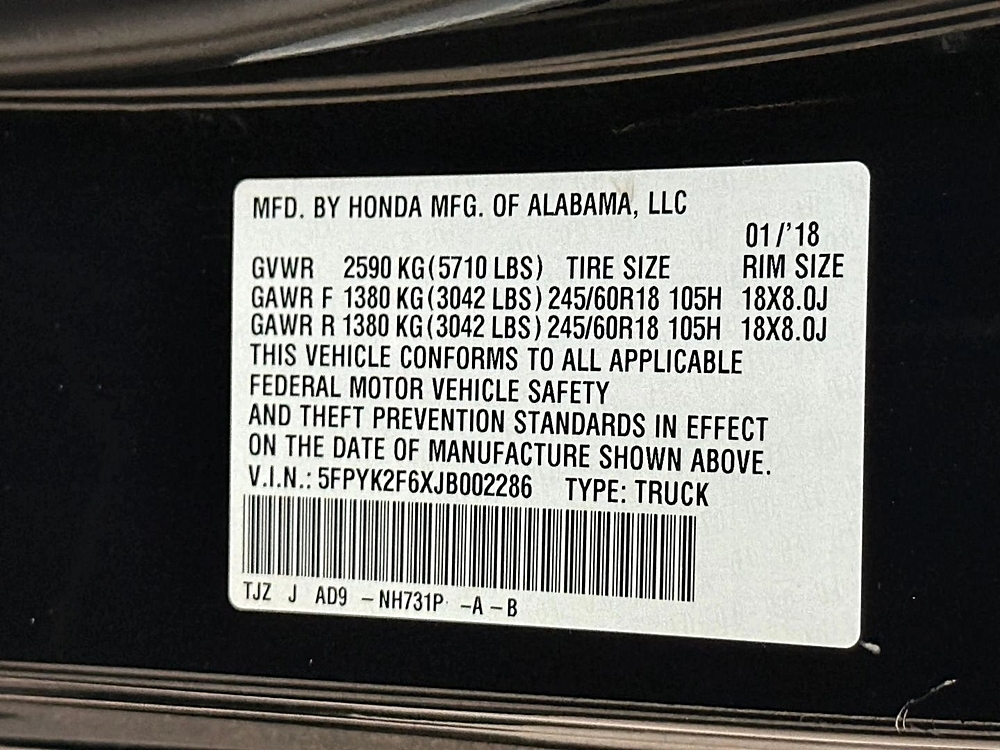 MFD. BY HONDA MFG. OF ALABAMA, LLC
01/'18
GVWR 2590 KG(5710 LBS) TIRE SIZE RIM SIZE
GAWR F 1380 KG(3042 LBS) 245/60R18 105H 18X8.0J
GAWR R 1380 KG(3042 LBS) 245/60R18 105H 18X8.0J
THIS VEHICLE CONFORMS TO ALL APPLICABLE
FEDERAL MOTOR VEHICLE SAFETY
AND THEFT PREVENTION STANDARDS IN EFFECT
ON THE DATE OF MANUFACTURE SHOWN ABOVE.
V.I.N.: 5FPYK2F6XJB002286 TYPE: TRUCK
TJZ J AD9 -NH731P -A-B